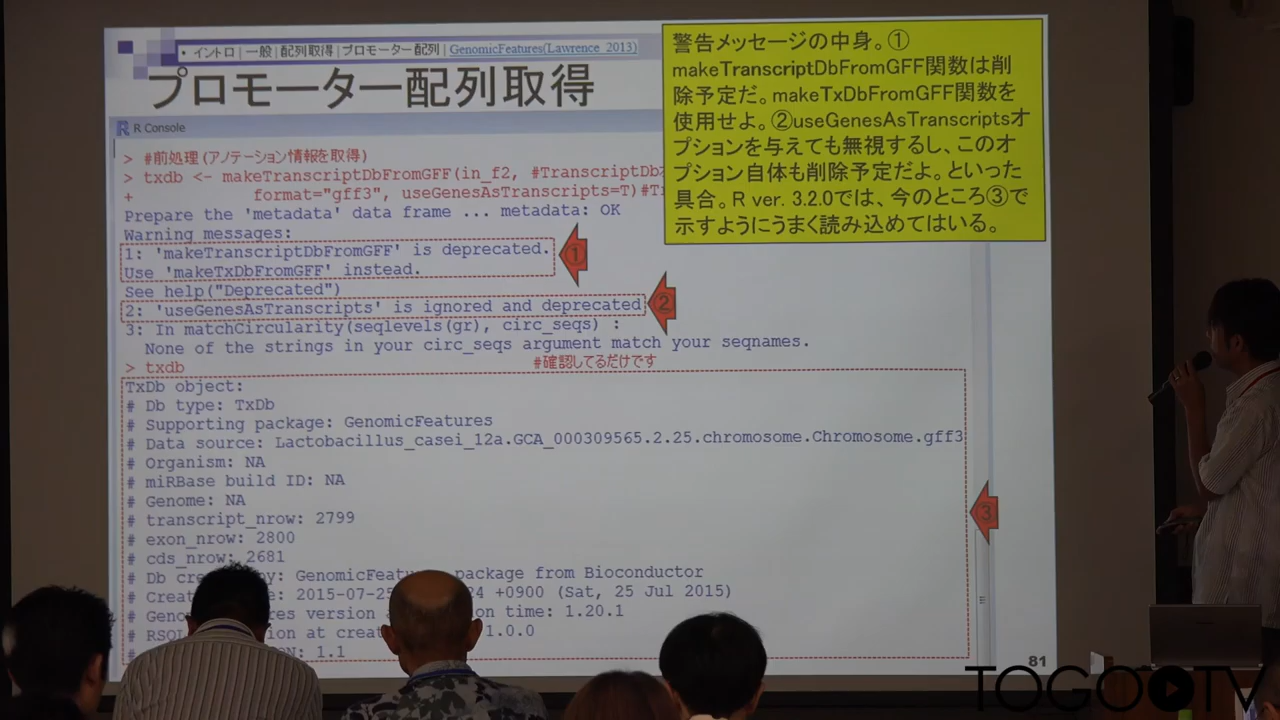 • イントロ | 一般 | 配列取得 | プロモーター配列 | GenomicFeatures(Lawrence_2013)
プロモーター配列取得
警告メッセージの中身。①
makeTranscriptDbFromGFF関数は削
除予定だ。makeTxDbFromGFF関数を
使用せよ。②useGenesAsTranscriptsオ
プションを与えても無視するし、このオ
プション自体も削除予定だよ。といった
具合。R ver. 3.2.0では、今のところ③で
示すようにうまく読み込めてはいる。
R Console
> #前処理(アノテーション情報を取得)
> txdb <- makeTranscriptDbFromGFF(in_f2, #TranscriptDb
+ format="gff3", useGenesAsTranscripts=T)#T
Prepare the 'metadata' data frame ... metadata: OK
Warning messages:
1: 'makeTranscriptDbFromGFF' is deprecated.
Use 'makeTxDbFromGFF' instead.
①
See help("Deprecated")
2: 'useGenesAsTranscripts' is ignored and deprecated
②
3: In matchCircularity(seqlevels(gr), circ_seqs) :
None of the strings in your circ_seqs argument match your seqnames.
> txdb #確認してるだけです
TxDb object:
# Db type: TxDb
# Supporting package: GenomicFeatures
# Data source: Lactobacillus_casei_12a.GCA_000309565.2.25.chromosome.Chromosome.gff3
# Organism: NA
# miRBase build ID: NA
# Genome: NA
③
# transcript_nrow: 2799
# exon_nrow: 2800
# cds_nrow: 2681
# Db cre y: GenomicFeatu package from Bioconductor
# Creat e: 2015-07-25 24 +0900 (Sat, 25 Jul 2015)
# Geno res version on time: 1.20.1
# RSQL ion at creat 1.0.0
# N: 1.1
81
TOGO TV